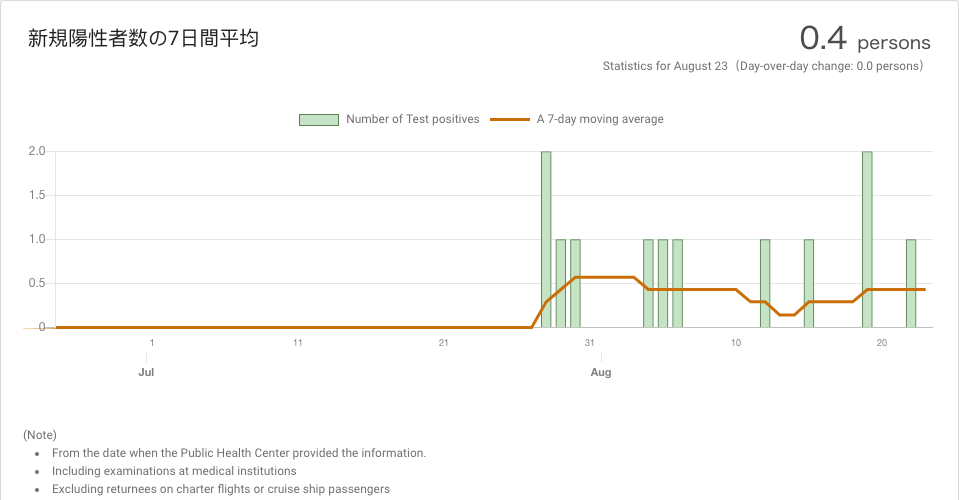 新規陽性者数の7日間平均
0.4 persons
Statistics for August 23（Day-over-day change: 0.0 persons）
Number of Test positives
A 7-day moving average
2.0
1.5
1.0
0.5
0
1 11 21 31 10 20
Jul Aug
(Note)
• From the date when the Public Health Center provided the information.
• Including examinations at medical institutions
• Excluding returnees on charter flights or cruise ship passengers